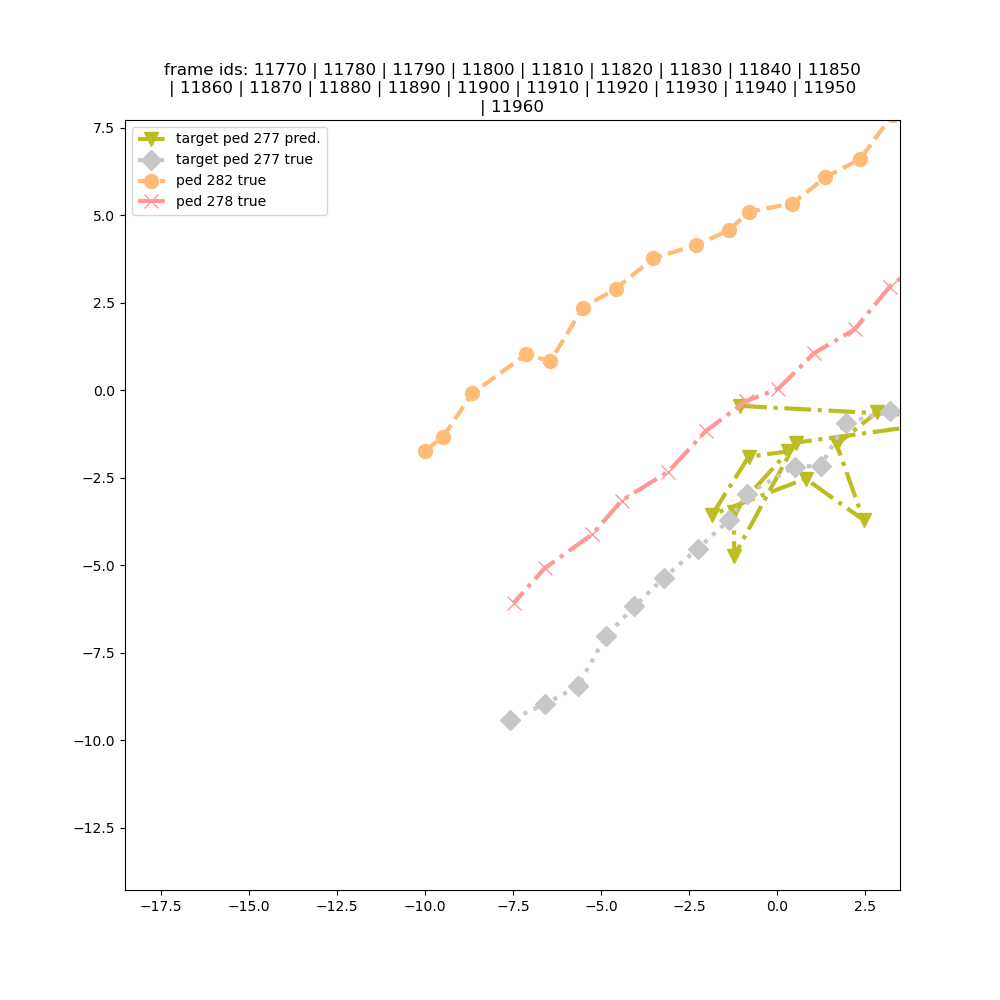 frame ids: 11770 | 11780 | 11790 | 11800 | 11810 | 11820 | 11830 | 11840 | 11850
| 11860 | 11870 | 11880 | 11890 | 11900 | 11910 | 11920 | 11930 | 11940 | 11950
| 11960
target ped 277 pred.
target ped 277 true
ped 282 true
ped 278 true
7.5
5.0
2.5
0.0
−2.5
−5.0
−7.5
−10.0
−12.5
−17.5 −15.0 −12.5 −10.0 −7.5 −5.0 −2.5 0.0 2.5